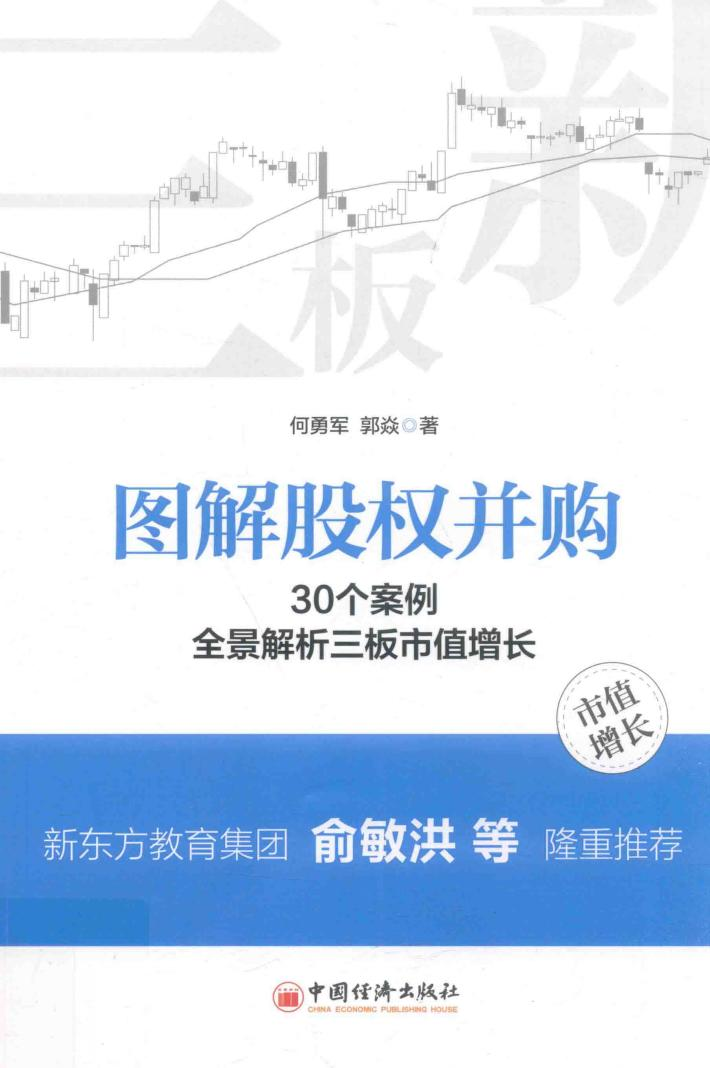 新三板
何勇军 郭焱◎著
图解股权并购
30个案例
全景解析三板市值增长
市值
增长
新东方教育集团 俞敏洪 等 隆重推荐
中国经济出版社
CHINA ECONOMIC PUBLISHING HOUSE